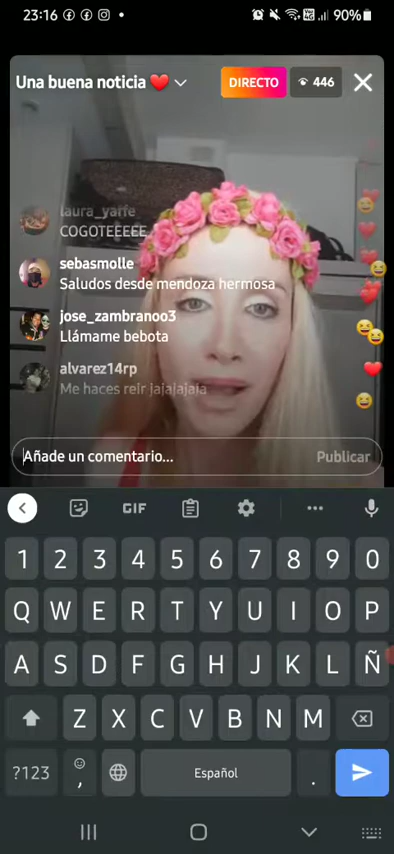 23:16
90%
Una buena noticia ❤️
DIRECTO
446
laura_yarfe
COGOTEEEEE
sebasmolle
Saludos desde mendoza hermosa
jose_zambranoo3
Llámame bebota
alvarez14rp
Me haces reir jajajajaja
Añade un comentario...
Publicar
GIF
1 2 3 4 5 6 7 8 9 0
Q W E R T Y U I O P
A S D F G H J K L Ñ
Z X C V B N M
?123 , Español .